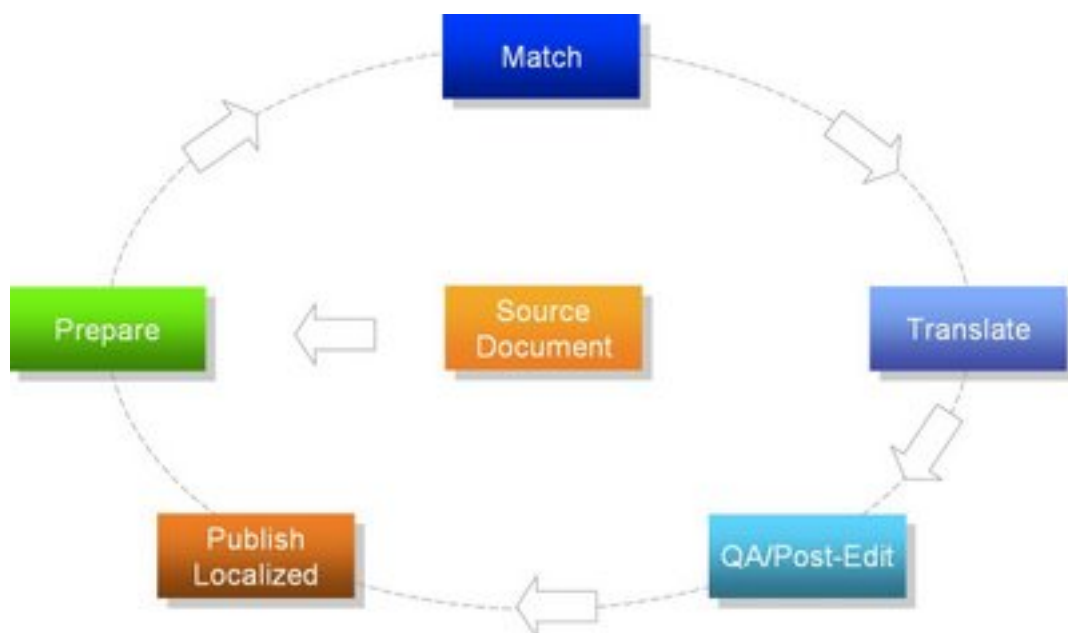 Match
Prepare
Source
Document
Translate
Publish
Localized
QA/Post-Edit